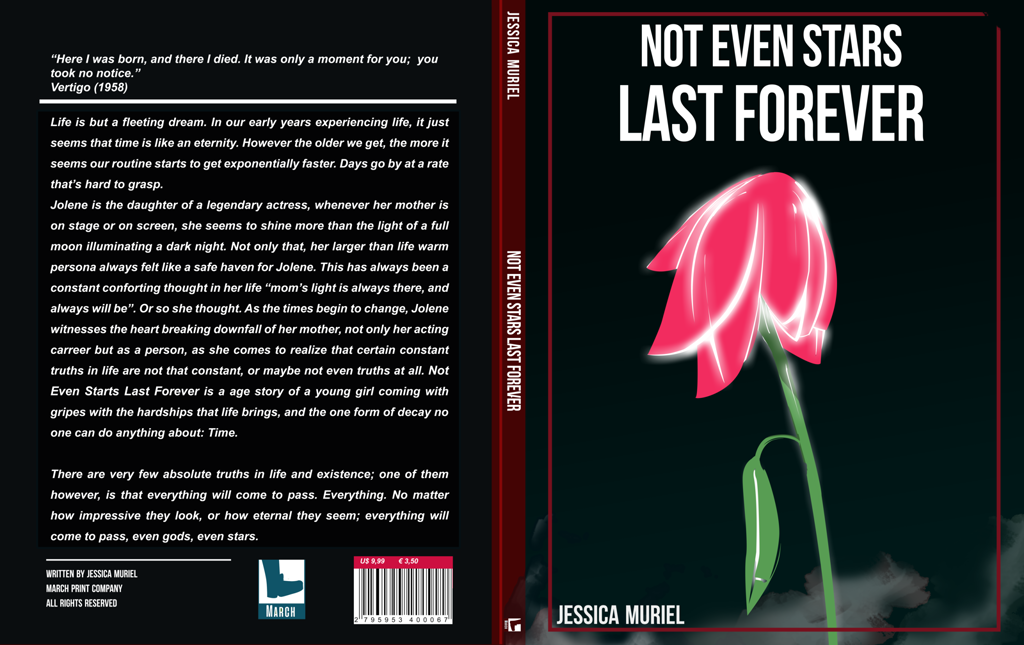 “Here I was born, and there I died. It was only a moment for you;  you
took no notice.”
Vertigo (1958)
Life is but a fleeting dream. In our early years experiencing life, it just
seems that time is like an eternity. However the older we get, the more it
seems our routine starts to get exponentially faster. Days go by at a rate
that’s hard to grasp.
Jolene is the daughter of a legendary actress, whenever her mother is
on stage or on screen, she seems to shine more than the light of a full
moon illuminating a dark night. Not only that, her larger than life warm
persona always felt like a safe haven for Jolene. This has always been a
constant conforting thought in her life “mom’s light is always there, and
always will be”. Or so she thought. As the times begin to change, Jolene
witnesses the heart breaking downfall of her mother, not only her acting
carreer but as a person, as she comes to realize that certain constant
truths in life are not that constant, or maybe not even truths at all. Not
Even Starts Last Forever is a age story of a young girl coming with
gripes with the hardships that life brings, and the one form of decay no
one can do anything about: Time.
There are very few absolute truths in life and existence; one of them
however, is that everything will come to pass. Everything. No matter
how impressive they look, or how eternal they seem; everything will
come to pass, even gods, even stars.
WRITTEN BY JESSICA MURIEL
MARCH PRINT COMPANY
ALL RIGHTS RESERVED
MARCH
U$ 9,99 € 3,50
2 795953 400067
JESSICA MURIEL
NOT EVEN STARS LAST FOREVER
NOT EVEN STARS
LAST FOREVER
JESSICA MURIEL